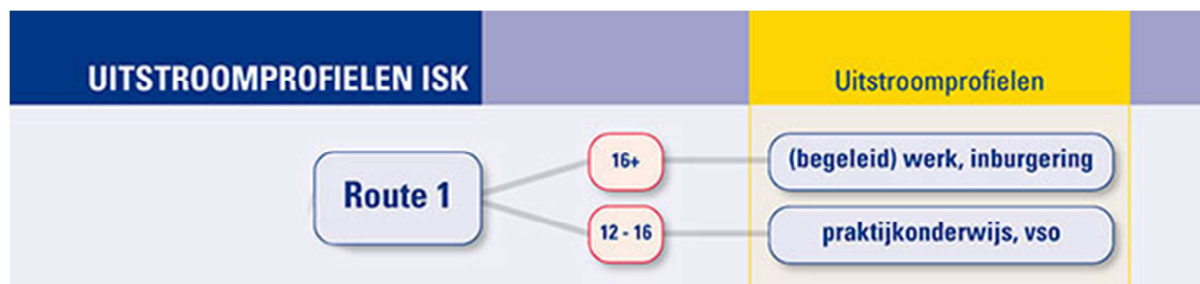 UITSTROOMPROFIELEN ISK
Uitstroomprofielen
Route 1
16+
(begeleid) werk, inburgering
12 - 16
praktijkonderwijs, vso